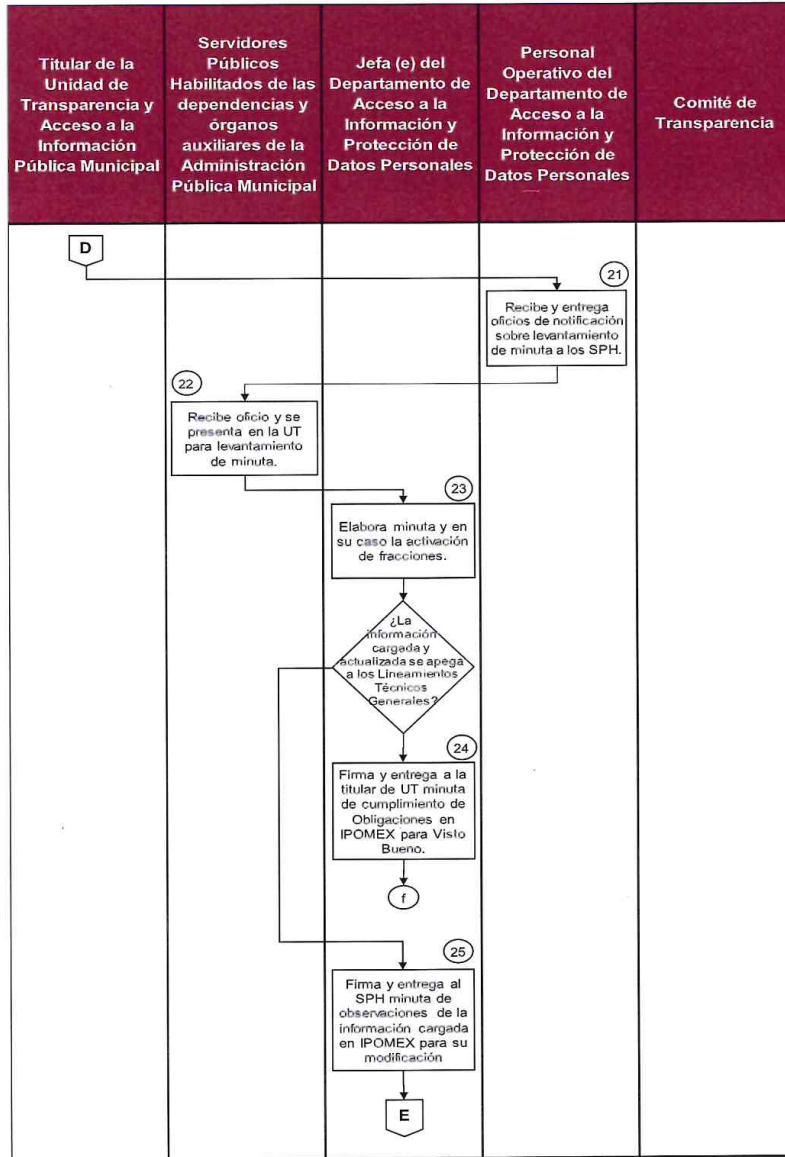 Titular de la
Unidad de
Transparencia y
Acceso a la
Información
Pública Municipal
Servidores
Públicos
Habilitados de las
dependencias y
órganos
auxiliares de la
Administración
Pública Municipal
Jefa (e) del
Departamento de
Acceso a la
Información y
Protección de
Datos Personales
Personal
Operativo del
Departamento de
Acceso a la
Información y
Protección de
Datos Personales
Comité de
Transparencia
D
21
Recibe y entrega
oficios de notificación
sobre levantamiento
de minuta a los SPH.
22
Recibe oficio y se
presenta en la UT
para levantamiento
de minuta.
23
Elabora minuta y en
su caso la activación
de fracciones.
¿La
información
cargada y
actualizada se apega
a los Lineamientos
Técnicos
Generales?
24
Firma y entrega a la
titular de UT minuta
de cumplimiento de
Obligaciones en
IPOMEX para Visto
Bueno.
f
25
Firma y entrega al
SPH minuta de
observaciones de la
información cargada
en IPOMEX para su
modificación
E